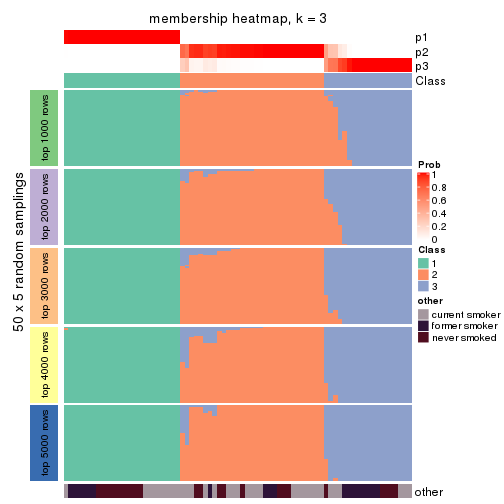 membership heatmap, k = 3
p1
p2
p3
Class
50 x 5 random samplings
top 1000 rows
top 2000 rows
top 3000 rows
top 4000 rows
top 5000 rows
Prob
1
0.8
0.6
0.4
0.2
0
Class
1
2
3
other
current smoker
former smoker
never smoked
other